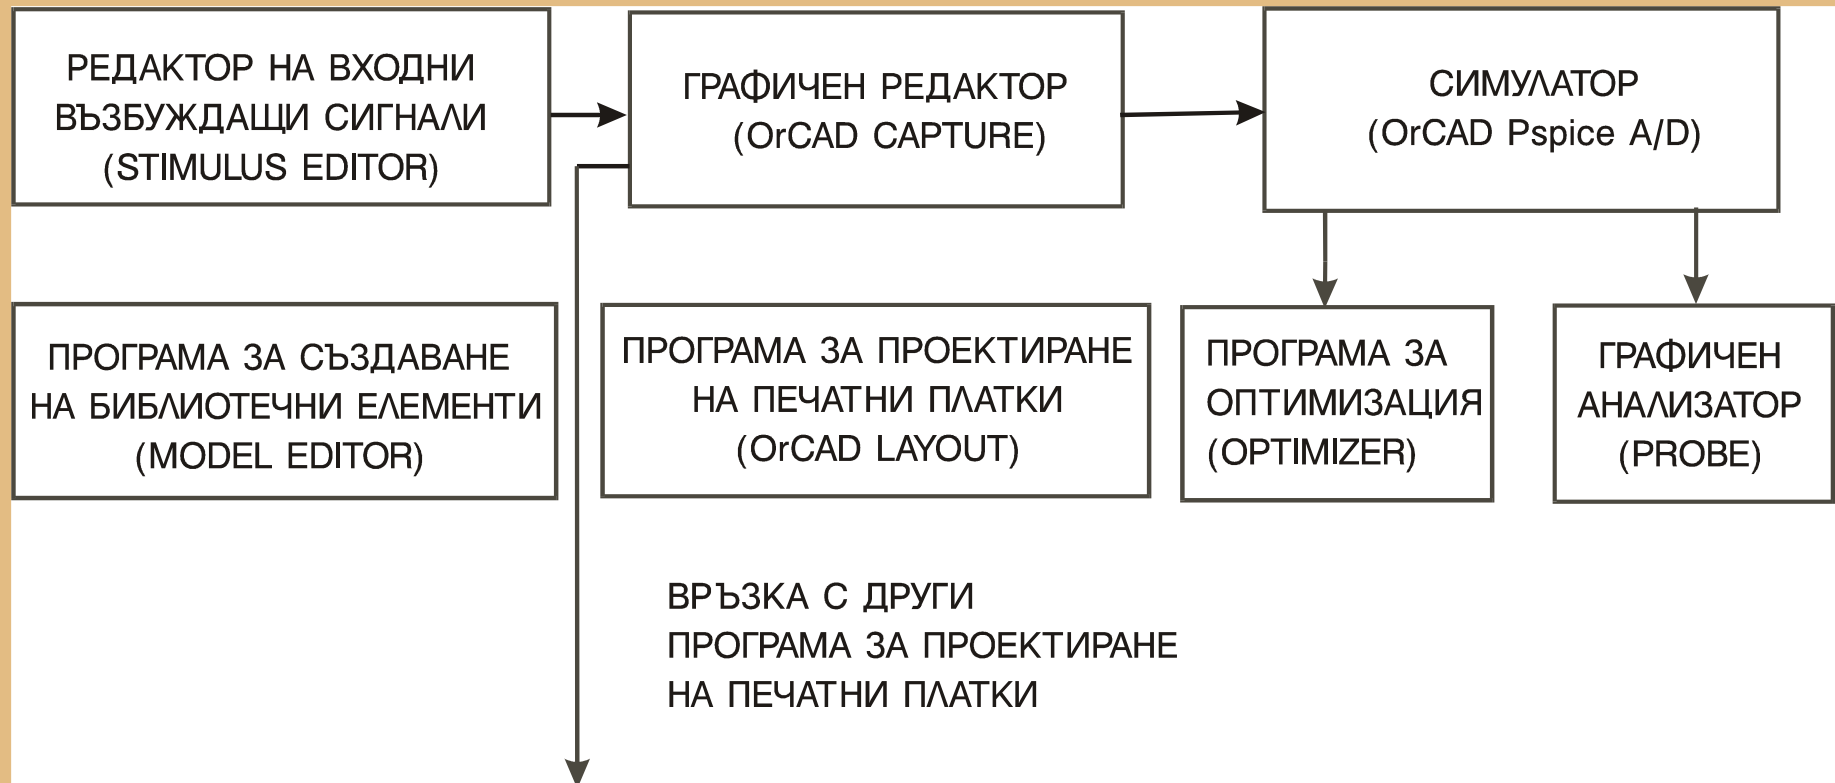 РЕДАКТОР НА ВХОДНИ
ВЪЗБУЖДАЩИ СИГНАЛИ
(STIMULUS EDITOR)
ГРАФИЧЕН РЕДАКТОР
(OrCAD CAPTURE)
СИМУЛАТОР
(OrCAD Pspice A/D)
ПРОГРАМА ЗА СЪЗДАВАНЕ
НА БИБЛИОТЕЧНИ ЕЛЕМЕНТИ
(MODEL EDITOR)
ПРОГРАМА ЗА ПРОЕКТИРАНЕ
НА ПЕЧАТНИ ПЛАТКИ
(OrCAD LAYOUT)
ПРОГРАМА ЗА
ОПТИМИЗАЦИЯ
(OPTIMIZER)
ГРАФИЧЕН
АНАЛИЗАТОР
(PROBE)
ВРЪЗКА С ДРУГИ
ПРОГРАМА ЗА ПРОЕКТИРАНЕ
НА ПЕЧАТНИ ПЛАТКИ